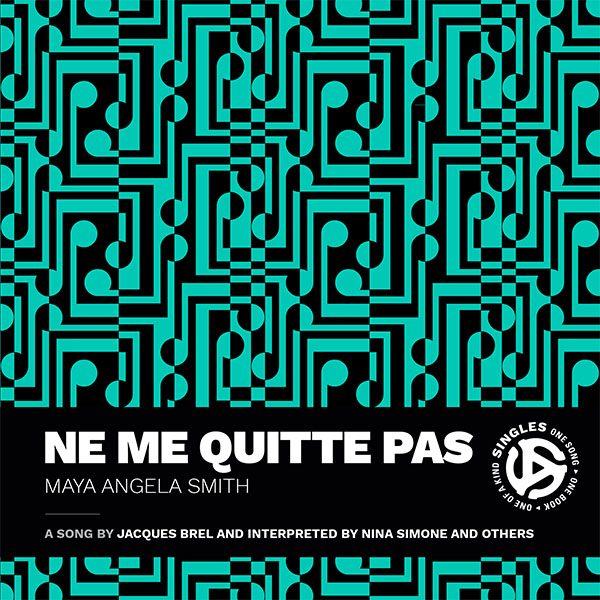 NE ME QUITTE PAS
MAYA ANGELA SMITH
A SONG BY JACQUES BREL AND INTERPRETED BY NINA SIMONE AND OTHERS
SINGLES ONE SONG ▸ ONE BOOK ▸ ONE OF A KIND